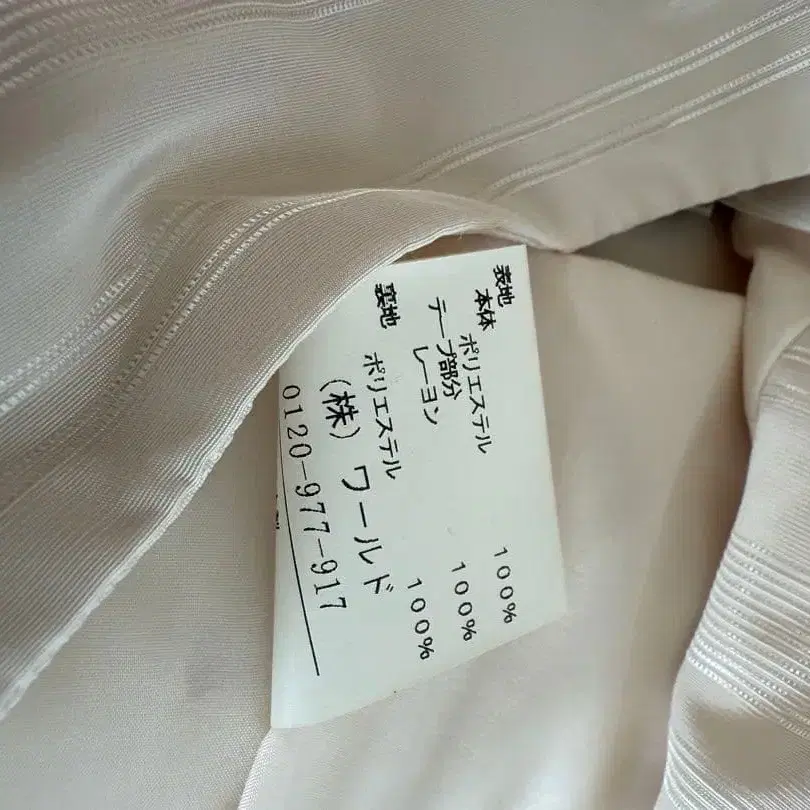 表地
本体
ポリエステル 100%
テープ部分
レーヨン 100%
裏地
ポリエステル 100%
(株)ワールド
0120-977-917